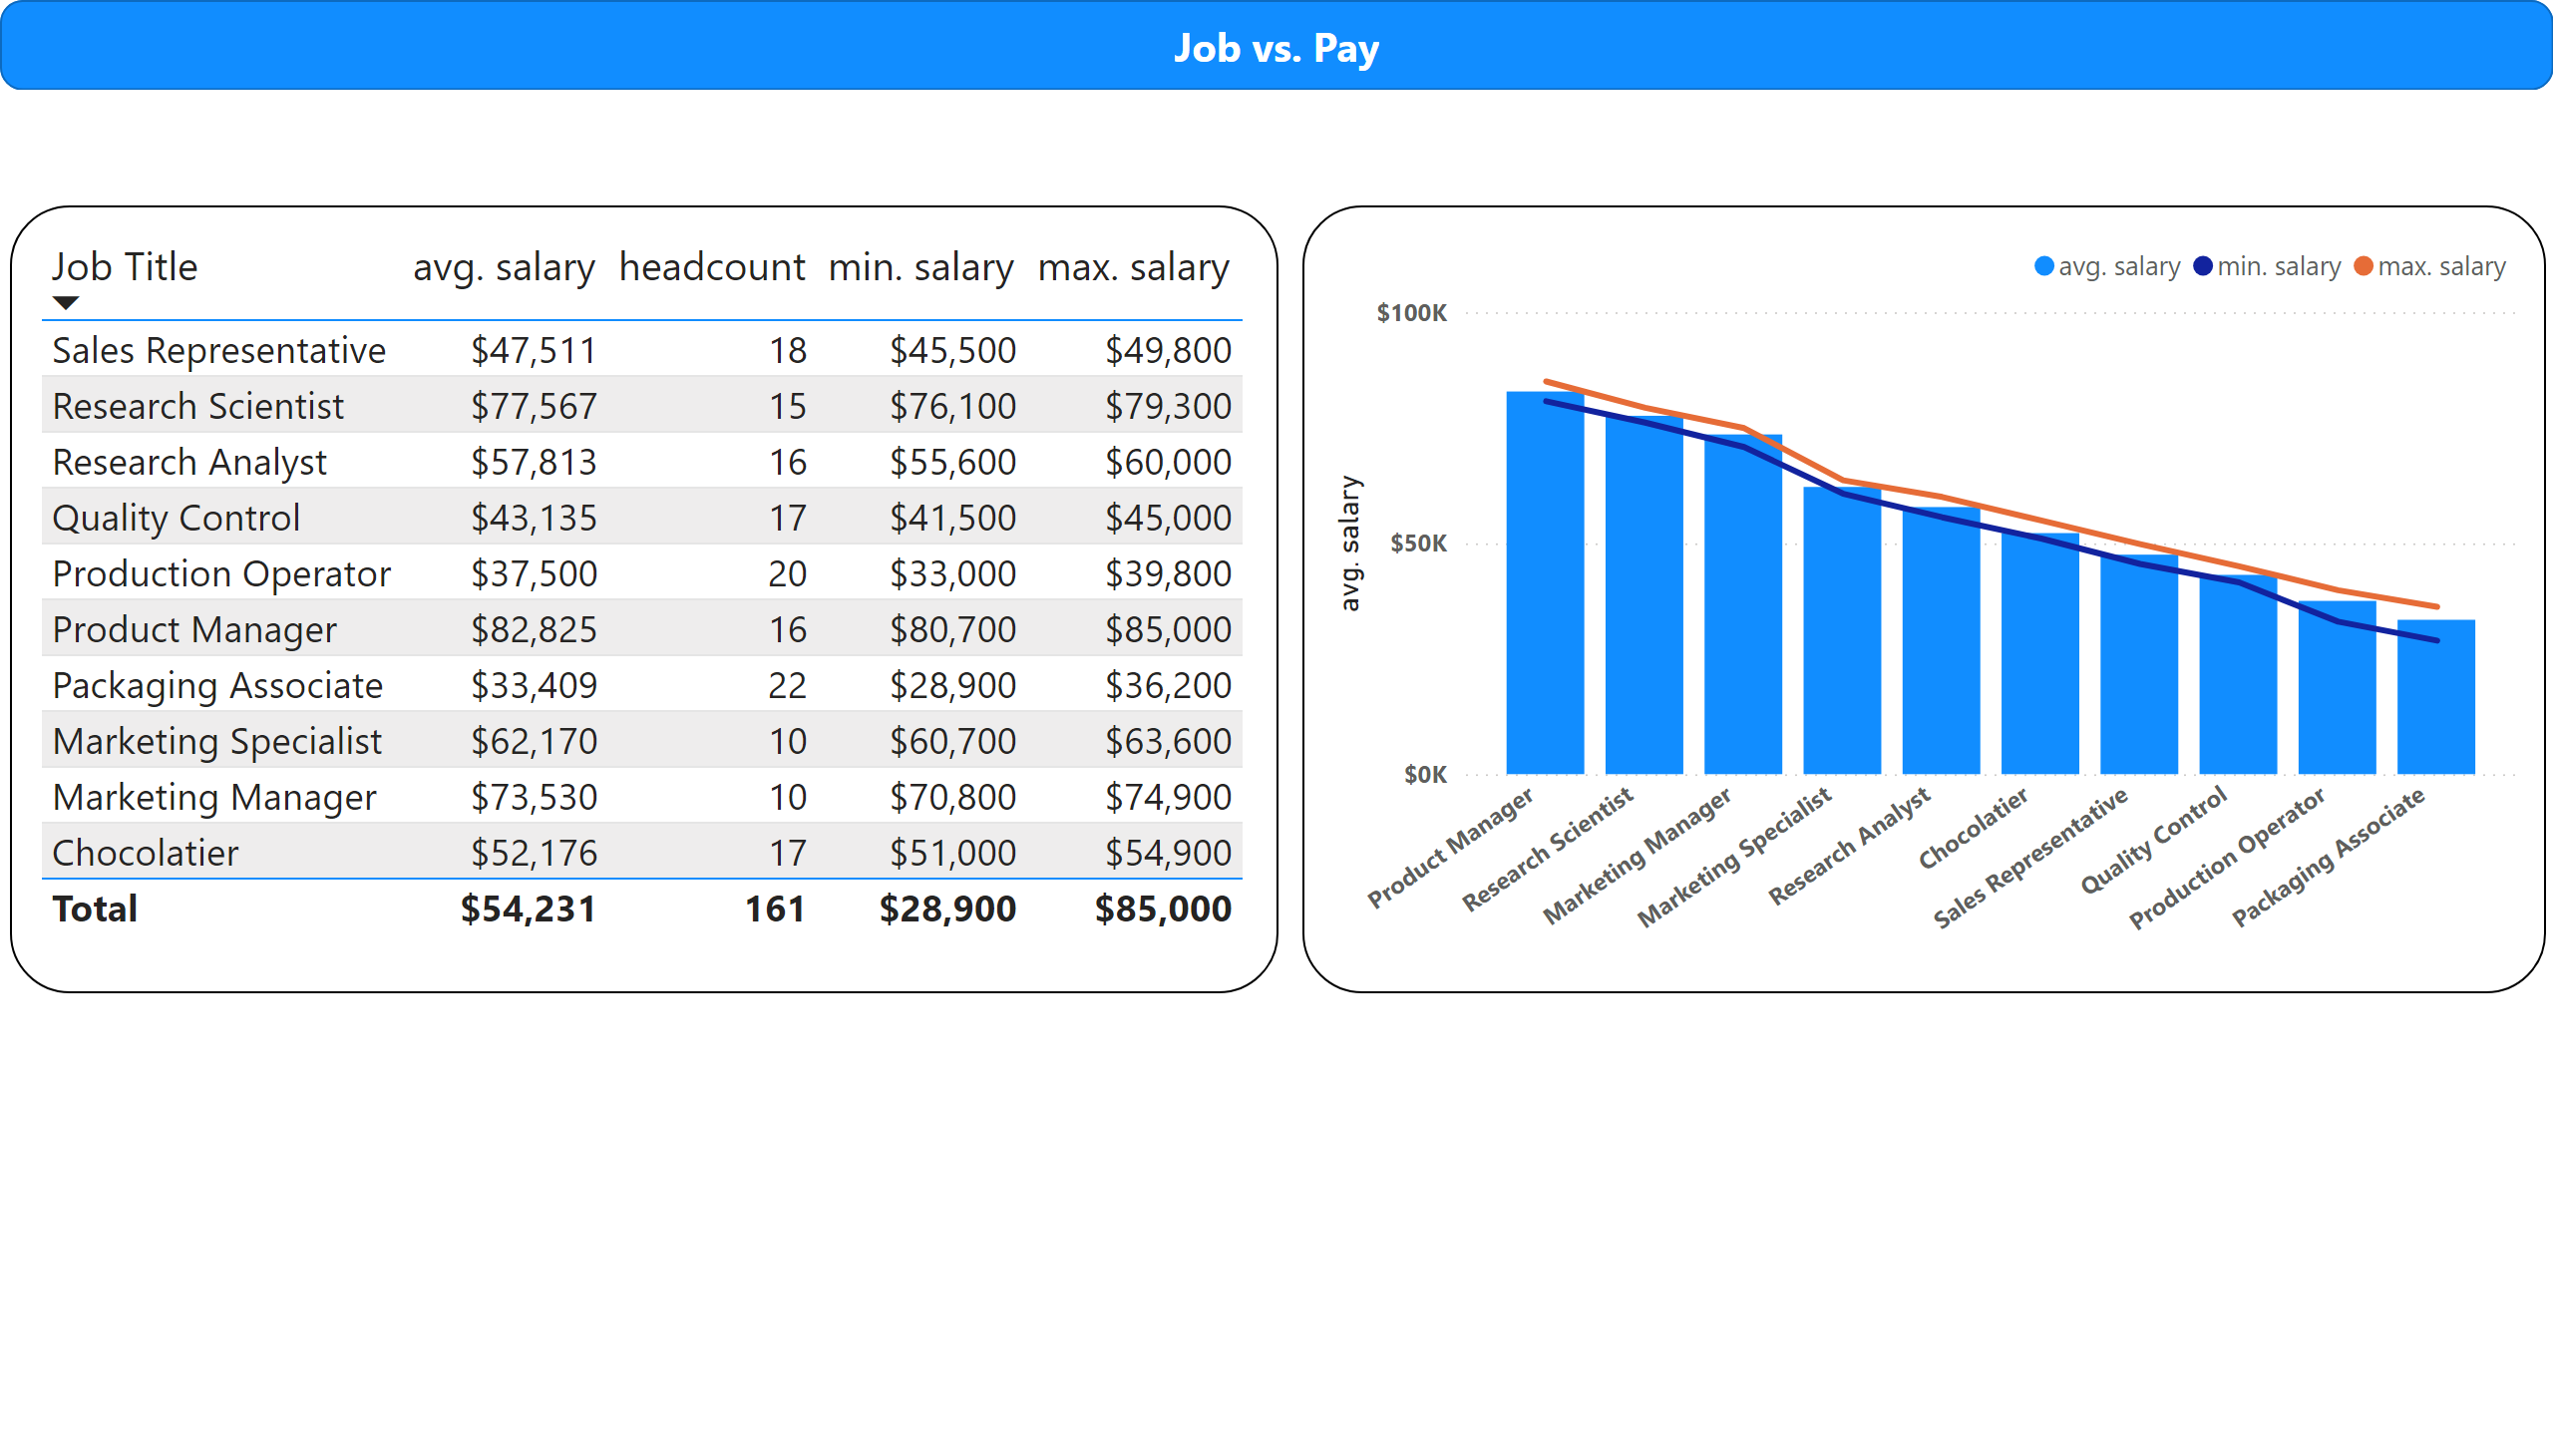 Job vs. Pay
Job Title avg. salary headcount min. salary max. salary
Sales Representative $47,511 18 $45,500 $49,800
Research Scientist $77,567 15 $76,100 $79,300
Research Analyst $57,813 16 $55,600 $60,000
Quality Control $43,135 17 $41,500 $45,000
Production Operator $37,500 20 $33,000 $39,800
Product Manager $82,825 16 $80,700 $85,000
Packaging Associate $33,409 22 $28,900 $36,200
Marketing Specialist $62,170 10 $60,700 $63,600
Marketing Manager $73,530 10 $70,800 $74,900
Chocolatier $52,176 17 $51,000 $54,900
Total $54,231 161 $28,900 $85,000
avg. salary min. salary max. salary
$100K
$50K
$0K
avg. salary
Product Manager
Research Scientist
Marketing Manager
Marketing Specialist
Research Analyst
Chocolatier
Sales Representative
Quality Control
Production Operator
Packaging Associate